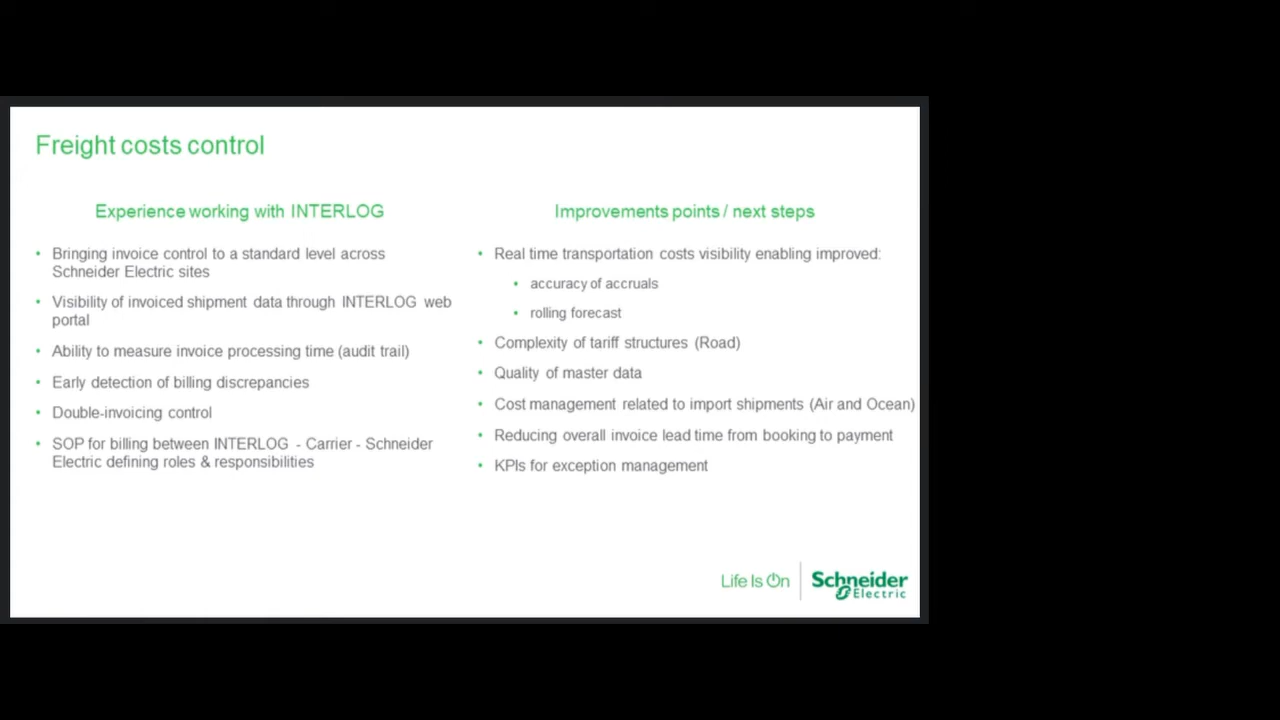 Freight costs control
Experience working with INTERLOG
• Bringing invoice control to a standard level across
Schneider Electric sites
• Visibility of invoiced shipment data through INTERLOG web
portal
• Ability to measure invoice processing time (audit trail)
• Early detection of billing discrepancies
• Double-invoicing control
• SOP for billing between INTERLOG - Carrier - Schneider
Electric defining roles & responsibilities
Improvements points / next steps
• Real time transportation costs visibility enabling improved:
• accuracy of accruals
• rolling forecast
• Complexity of tariff structures (Road)
• Quality of master data
• Cost management related to import shipments (Air and Ocean)
• Reducing overall invoice lead time from booking to payment
• KPIs for exception management
Life Is On
Schneider
Electric